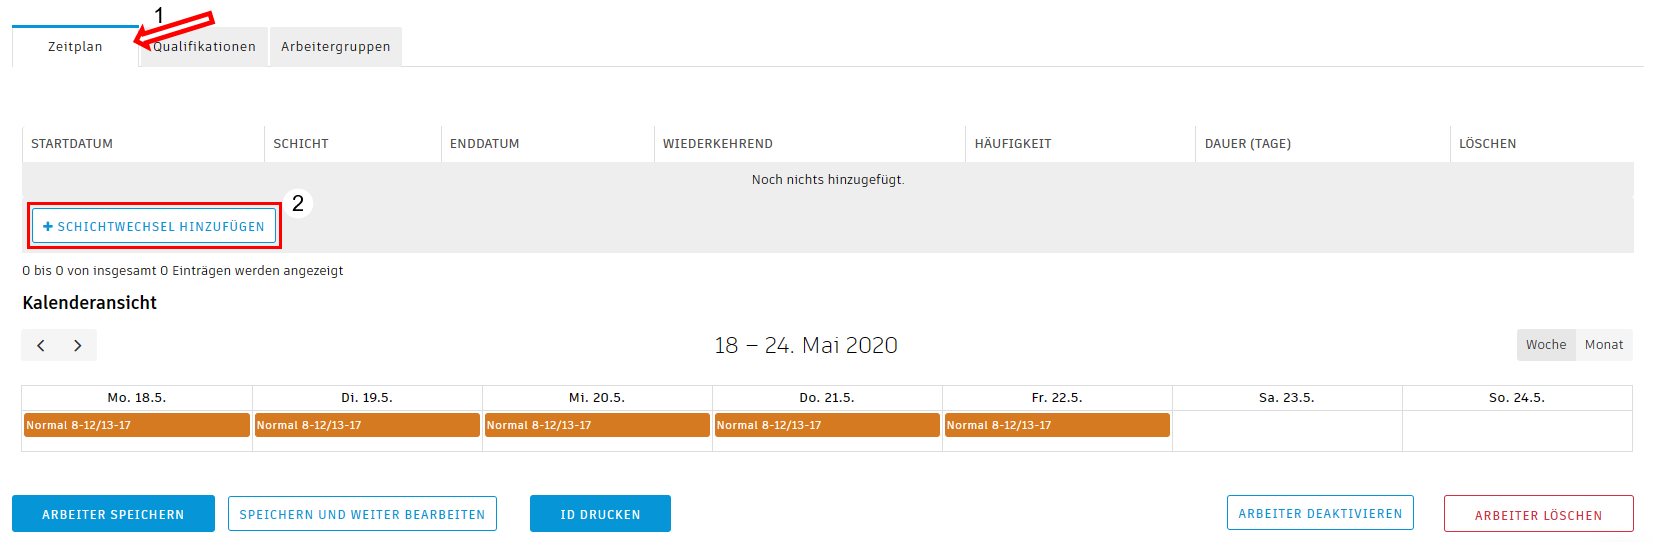 1
Zeitplan Qualifikationen Arbeitergruppen
STARTDATUM SCHICHT ENDDATUM WIEDERKEHREND HÄUFIGKEIT DAUER (TAGE) LÖSCHEN
Noch nichts hinzugefügt.
2
+ SCHICHTWECHSEL HINZUFÜGEN
0 bis 0 von insgesamt 0 Einträgen werden angezeigt
Kalenderansicht
< > 18 – 24. Mai 2020 Woche Monat
Mo. 18.5. Di. 19.5. Mi. 20.5. Do. 21.5. Fr. 22.5. Sa. 23.5. So. 24.5.
Normal 8-12/13-17 Normal 8-12/13-17 Normal 8-12/13-17 Normal 8-12/13-17 Normal 8-12/13-17
ARBEITER SPEICHERN SPEICHERN UND WEITER BEARBEITEN ID DRUCKEN ARBEITER DEAKTIVIEREN ARBEITER LÖSCHEN